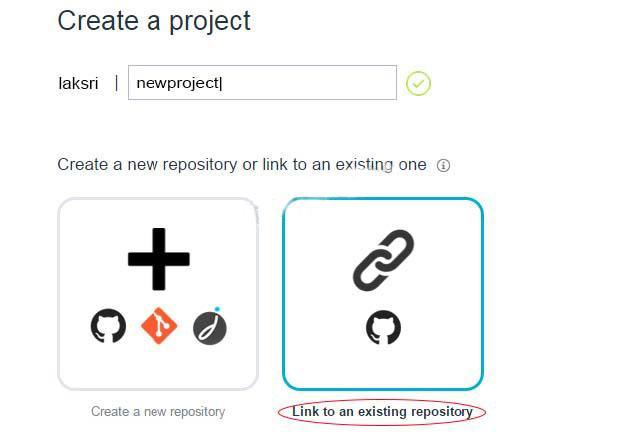 Create a project
laksri | newproject
Create a new repository or link to an existing one
Create a new repository
Link to an existing repository